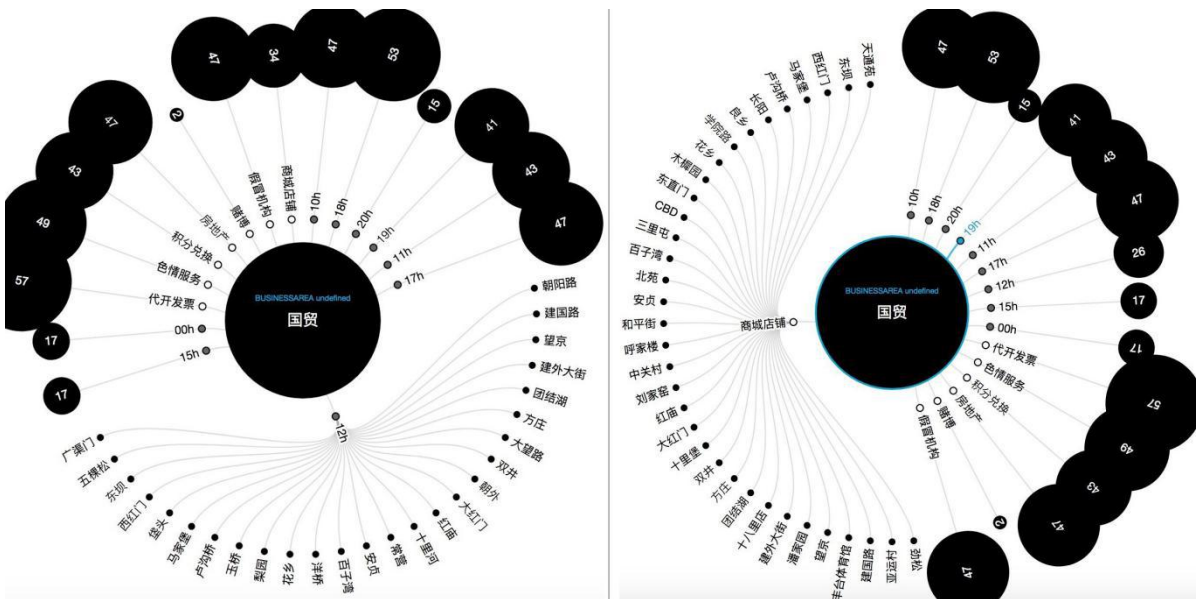 47
34
47
53
15
41
43
47
2
47
43
49
57
17
17
商城店铺
假冒机构
赌博
房地产
积分兑换
色情服务
代开发票
00h
15h
10h
18h
20h
19h
11h
17h
BUSINESSAREA undefined
国贸
12h
朝阳路
建国路
望京
建外大街
团结湖
方庄
大望路
双井
朝外
大红门
红庙
十里河
常营
安贞
百子湾
洋桥
花乡
梨园
玉桥
卢沟桥
马家堡
垡头
西红门
东坝
五棵松
广渠门
天通苑
东坝
西红门
马家堡
卢沟桥
长阳
良乡
学院路
花乡
木樨园
东直门
CBD
三里屯
百子湾
北苑
安贞
和平街
呼家楼
中关村
刘家窑
红庙
大红门
十里堡
双井
方庄
团结湖
十八里店
建外大街
潘家园
望京
丰台体育馆
建国路
亚运村
劲松
商城店铺
BUSINESSAREA undefined
国贸
10h
18h
20h
19h
11h
17h
12h
15h
00h
代开发票
色情服务
积分兑换
房地产
赌博
假冒机构
47
53
15
41
43
47
26
17
17
57
49
43
47
2
47